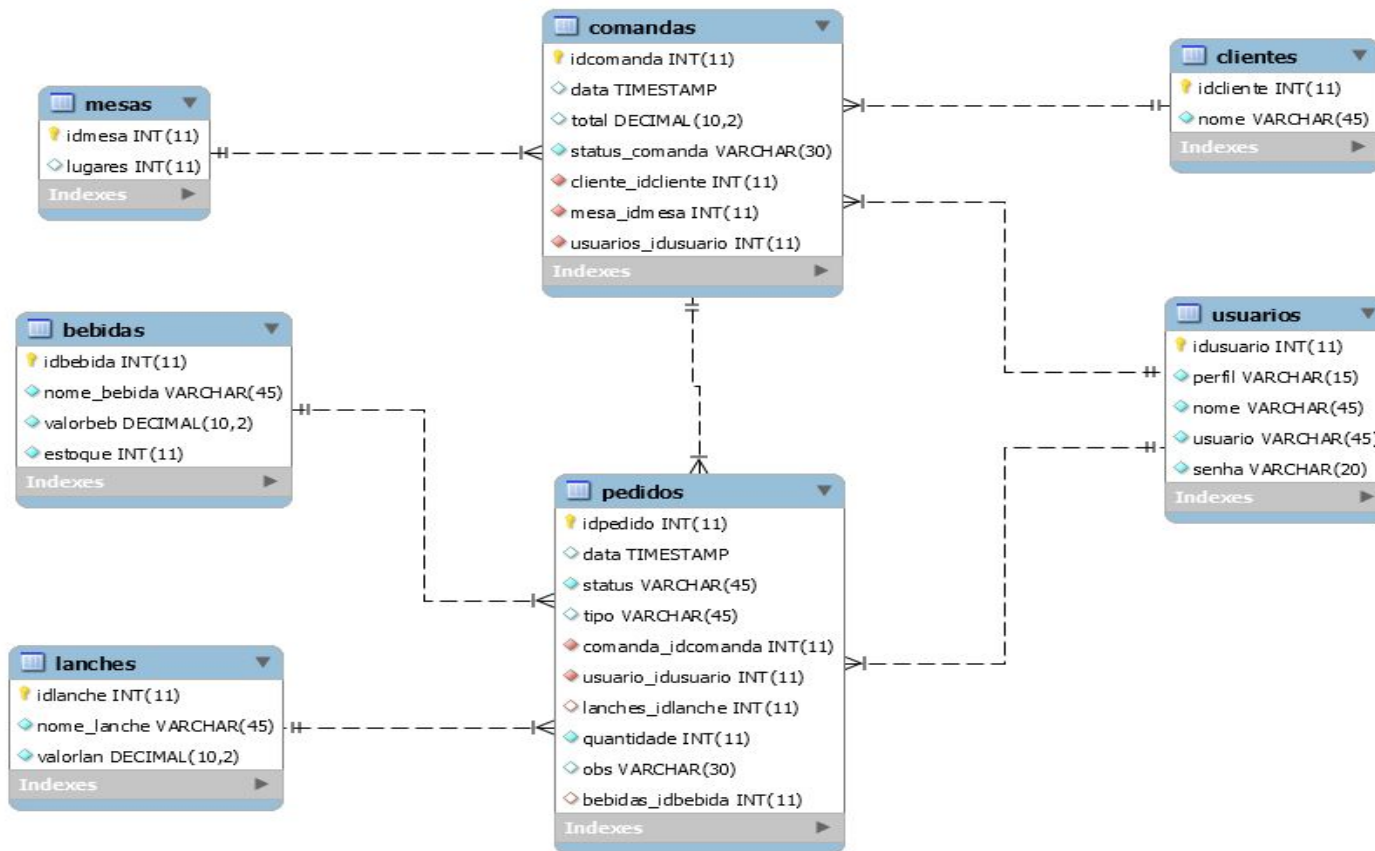 comandas
idcomanda INT(11)
data TIMESTAMP
total DECIMAL(10,2)
status_comanda VARCHAR(30)
cliente_idcliente INT(11)
mesa_idmesa INT(11)
usuarios_idusuario INT(11)
Indexes
clientes
idcliente INT(11)
nome VARCHAR(45)
Indexes
mesas
idmesa INT(11)
lugares INT(11)
Indexes
bebidas
idbebida INT(11)
nome_bebida VARCHAR(45)
valorbeb DECIMAL(10,2)
estoque INT(11)
Indexes
usuarios
idusuario INT(11)
perfil VARCHAR(15)
nome VARCHAR(45)
usuario VARCHAR(45)
senha VARCHAR(20)
Indexes
pedidos
idpedido INT(11)
data TIMESTAMP
status VARCHAR(45)
tipo VARCHAR(45)
comanda_idcomanda INT(11)
usuario_idusuario INT(11)
lanches_idlanche INT(11)
quantidade INT(11)
obs VARCHAR(30)
bebidas_idbebida INT(11)
Indexes
lanches
idlanche INT(11)
nome_lanche VARCHAR(45)
valorlan DECIMAL(10,2)
Indexes